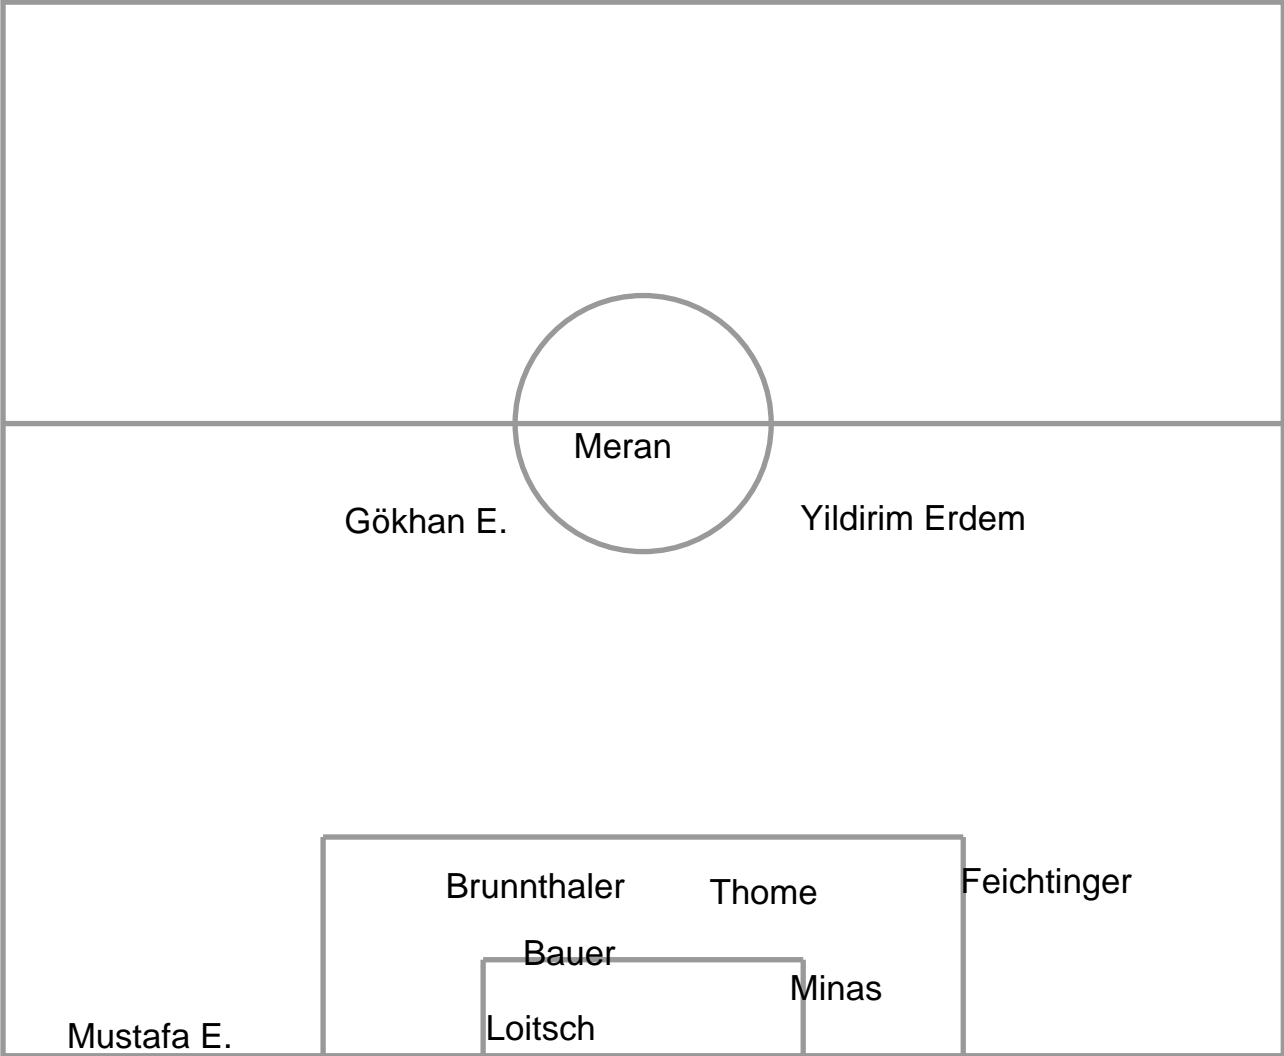 Meran
Gökhan E.
Yildirim Erdem
Brunnthaler
Thome
Feichtinger
Bauer
Minas
Loitsch
Mustafa E.